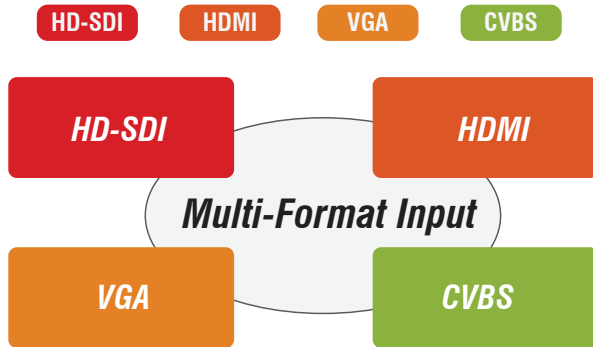 HD-SDI HDMI VGA CVBS
HD-SDI HDMI
Multi-Format Input
VGA CVBS